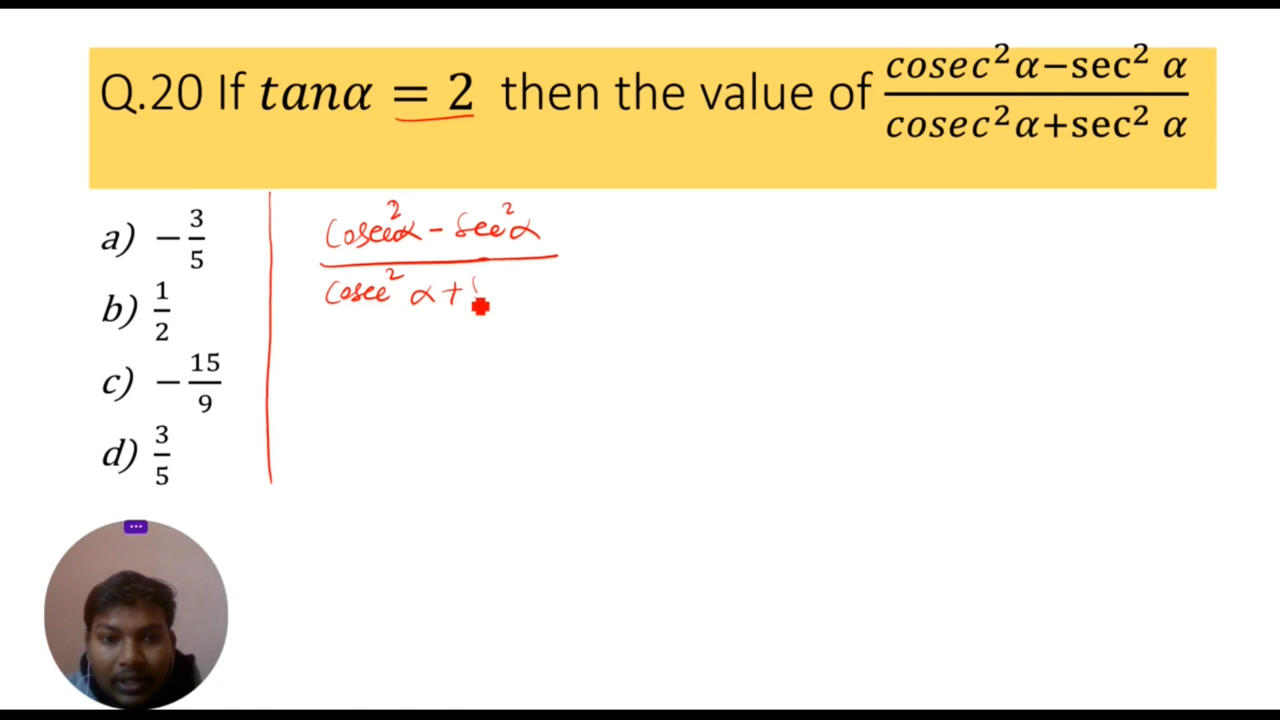 Q.20 If tanα = 2 then the value of cosec²α−sec² α / cosec²α+sec² α
a) −3/5
b) 1/2
c) −15/9
d) 3/5
Cosec²α − Sec²α
Cosec² α +